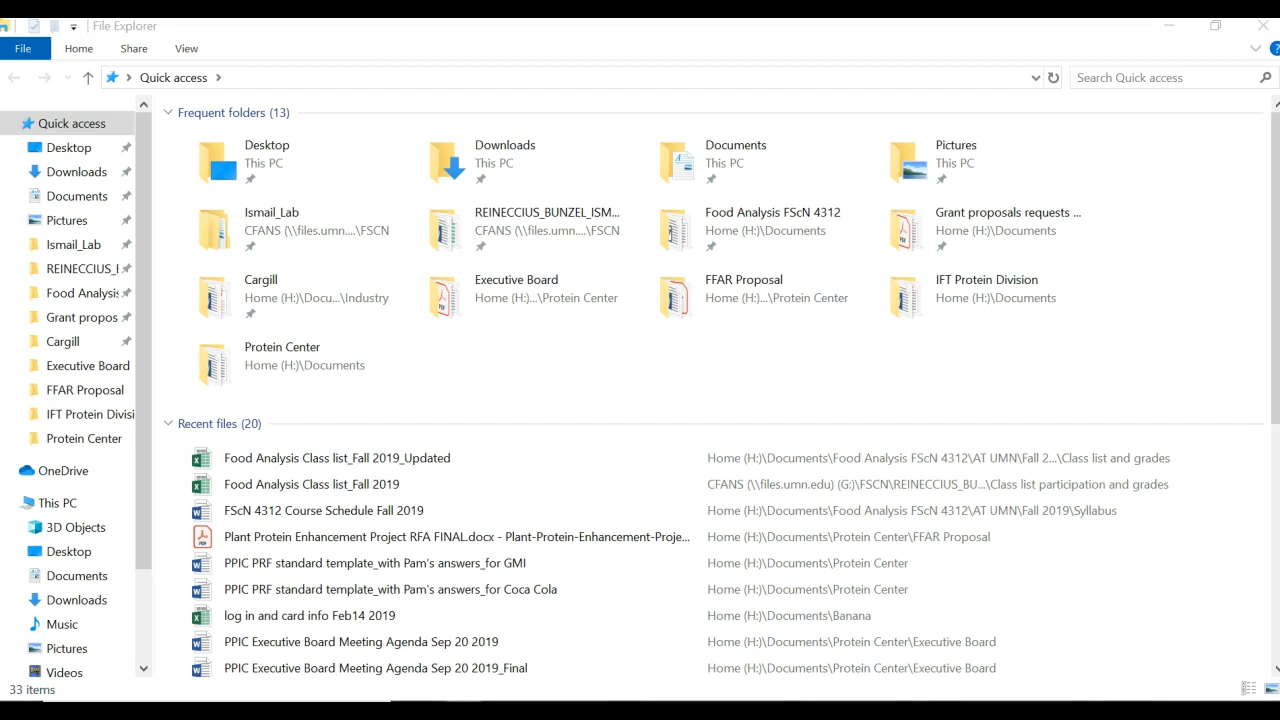 File Explorer
File Home Share View
Quick access
Search Quick access
Quick access
Desktop
Downloads
Documents
Pictures
Ismail_Lab
REINECCIUS_E
Food Analysis
Grant propos
Cargill
Executive Board
FFAR Proposal
IFT Protein Divisi
Protein Center
OneDrive
This PC
3D Objects
Desktop
Documents
Downloads
Music
Pictures
Videos
33 items
Frequent folders (13)
Desktop
This PC
Downloads
This PC
Documents
This PC
Pictures
This PC
Ismail_Lab
CFANS (\\files.umn....\FSCN
REINECCIUS_BUNZEL_ISM...
CFANS (\\files.umn....\FSCN
Food Analysis FScN 4312
Home (H:)\Documents
Grant proposals requests ...
Home (H:)\Documents
Cargill
Home (H:)\Docu...\Industry
Executive Board
Home (H:)...\Protein Center
FFAR Proposal
Home (H:)...\Protein Center
IFT Protein Division
Home (H:)\Documents
Protein Center
Home (H:)\Documents
Recent files (20)
Food Analysis Class list_Fall 2019_Updated Home (H:)\Documents\Food Analysis FScN 4312\AT UMN\Fall 2...\Class list and grades
Food Analysis Class list_Fall 2019 CFANS (\\files.umn.edu) (G:)\FSCN\REINECCIUS_BU...\Class list participation and grades
FScN 4312 Course Schedule Fall 2019 Home (H:)\Documents\Food Analysis FScN 4312\AT UMN\Fall 2019\Syllabus
Plant Protein Enhancement Project RFA FINAL.docx - Plant-Protein-Enhancement-Proje... Home (H:)\Documents\Protein Center\FFAR Proposal
PPIC PRF standard template_with Pam's answers_for GMI Home (H:)\Documents\Protein Center
PPIC PRF standard template_with Pam's answers_for Coca Cola Home (H:)\Documents\Protein Center
log in and card info Feb14 2019 Home (H:)\Documents\Banana
PPIC Executive Board Meeting Agenda Sep 20 2019 Home (H:)\Documents\Protein Center\Executive Board
PPIC Executive Board Meeting Agenda Sep 20 2019_Final Home (H:)\Documents\Protein Center\Executive Board